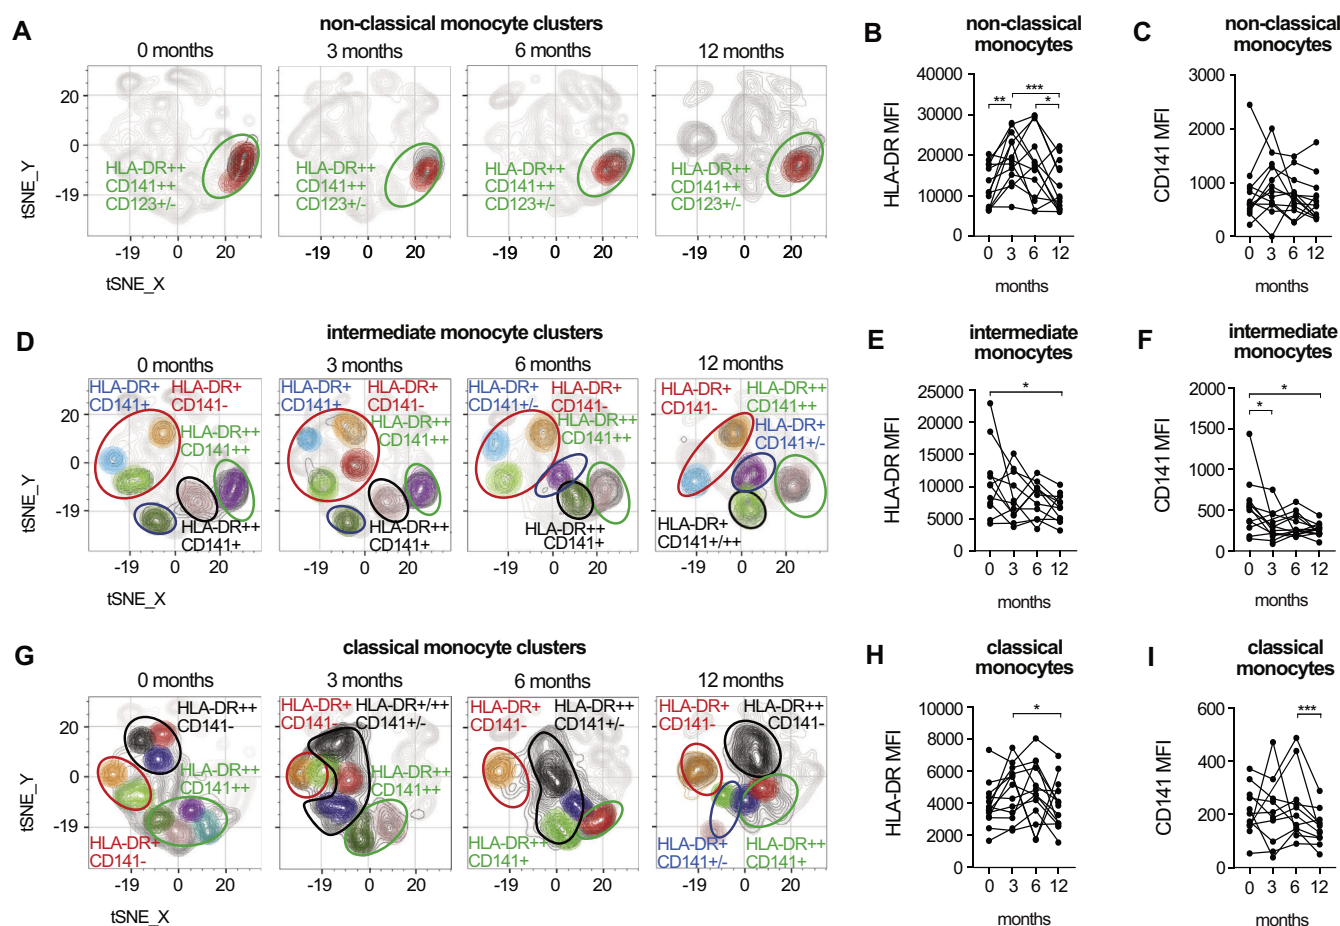 A
non-classical monocyte clusters
0 months
3 months
6 months
12 months
20
0
-19
tSNE_Y
HLA-DR++
CD141++
CD123+/-
HLA-DR++
CD141++
CD123+/-
HLA-DR++
CD141++
CD123+/-
HLA-DR++
CD141++
CD123+/-
-19 0 20
-19 0 20
-19 0 20
-19 0 20
tSNE_X
B
non-classical
monocytes
HLA-DR MFI
40000
30000
20000
10000
0
** *** *
0 3 6 12
months
C
non-classical
monocytes
CD141 MFI
3000
2000
1000
0
0 3 6 12
months
D
intermediate monocyte clusters
0 months
3 months
6 months
12 months
20
0
-19
tSNE_Y
HLA-DR+
CD141+
HLA-DR+
CD141-
HLA-DR++
CD141++
HLA-DR++
CD141+
HLA-DR+
CD141+
HLA-DR+
CD141-
HLA-DR++
CD141++
HLA-DR++
CD141+
HLA-DR+
CD141+/-
HLA-DR+
CD141-
HLA-DR++
CD141++
HLA-DR++
CD141+
HLA-DR+
CD141-
HLA-DR++
CD141++
HLA-DR+
CD141+/-
HLA-DR+
CD141+/++
-19 0 20
-19 0 20
-19 0 20
-19 0 20
tSNE_X
E
intermediate
monocytes
HLA-DR MFI
25000
20000
15000
10000
5000
0
*
0 3 6 12
months
F
intermediate
monocytes
CD141 MFI
2000
1500
1000
500
0
*
*
0 3 6 12
months
G
classical monocyte clusters
0 months
3 months
6 months
12 months
20
0
-19
tSNE_Y
HLA-DR++
CD141-
HLA-DR++
CD141++
HLA-DR+
CD141-
HLA-DR+
CD141-
HLA-DR+/++
CD141+/-
HLA-DR++
CD141++
HLA-DR+
CD141-
HLA-DR++
CD141+/-
HLA-DR++
CD141+
HLA-DR+
CD141-
HLA-DR++
CD141-
HLA-DR+
CD141+/-
HLA-DR++
CD141+
-19 0 20
-19 0 20
-19 0 20
-19 0 20
tSNE_X
H
classical
monocytes
HLA-DR MFI
10000
8000
6000
4000
2000
0
*
0 3 6 12
months
I
classical
monocytes
CD141 MFI
600
400
200
0
***
0 3 6 12
months